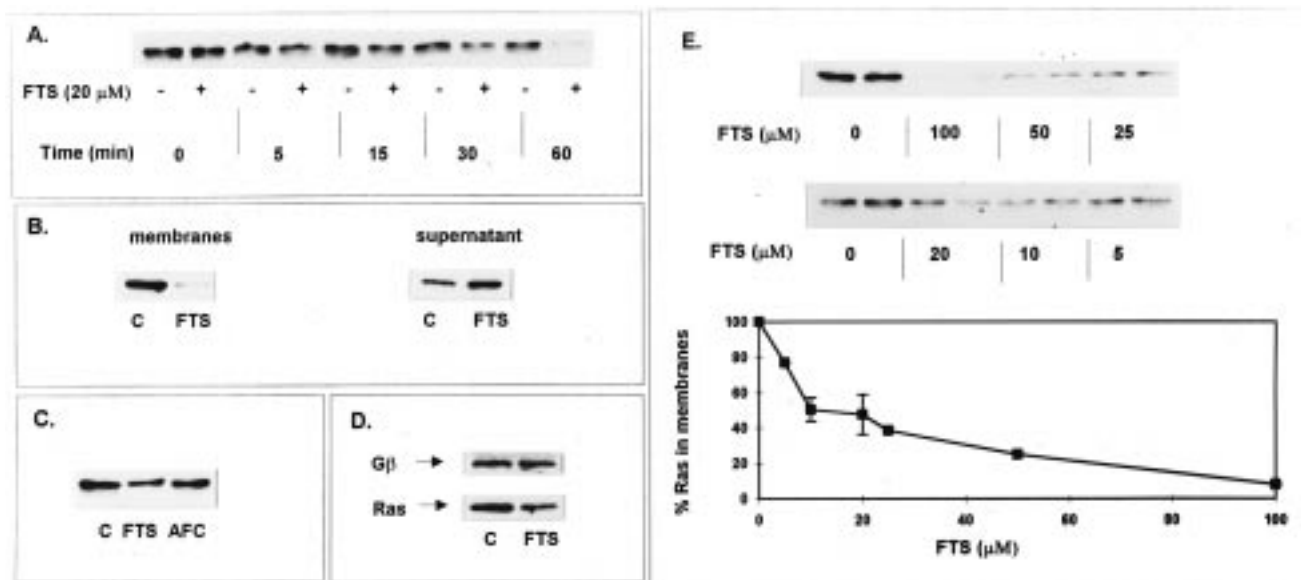 A.
FTS (20 µM) - + - + - + - + - +
Time (min) 0 5 15 30 60
B.
membranes supernatant
C FTS C FTS
C.
C FTS AFC
D.
Gβ
Ras
C FTS
E.
FTS (µM) 0 100 50 25
FTS (µM) 0 20 10 5
% Ras in membranes
100
80
60
40
20
0
0 20 40 60 80 100
FTS (µM)